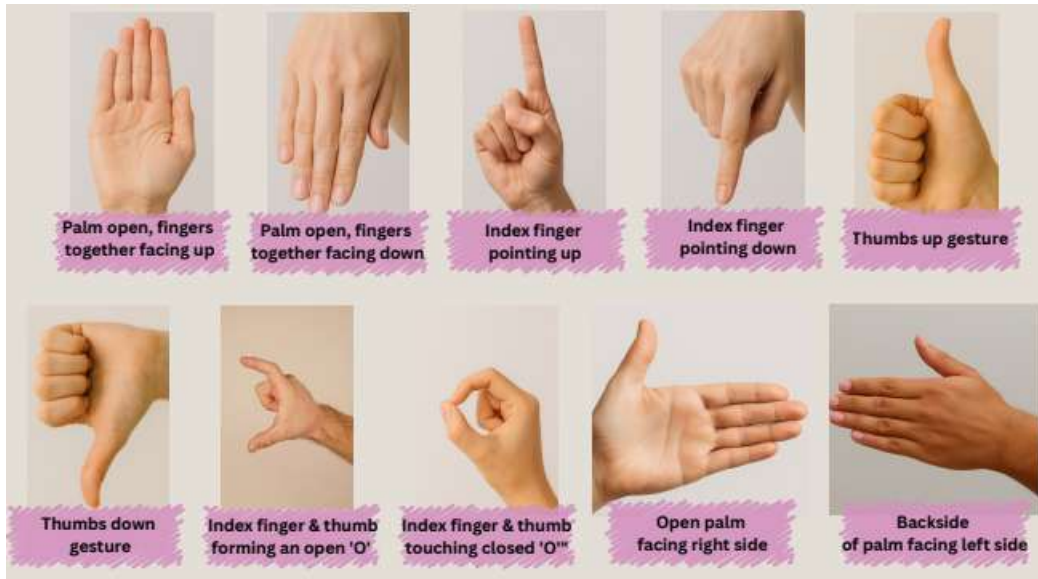 Palm open, fingers
together facing up
Palm open, fingers
together facing down
Index finger
pointing up
Index finger
pointing down
Thumbs up gesture
Thumbs down
gesture
Index finger & thumb
forming an open 'O'
Index finger & thumb
touching closed 'O'"
Open palm
facing right side
Backside
of palm facing left side